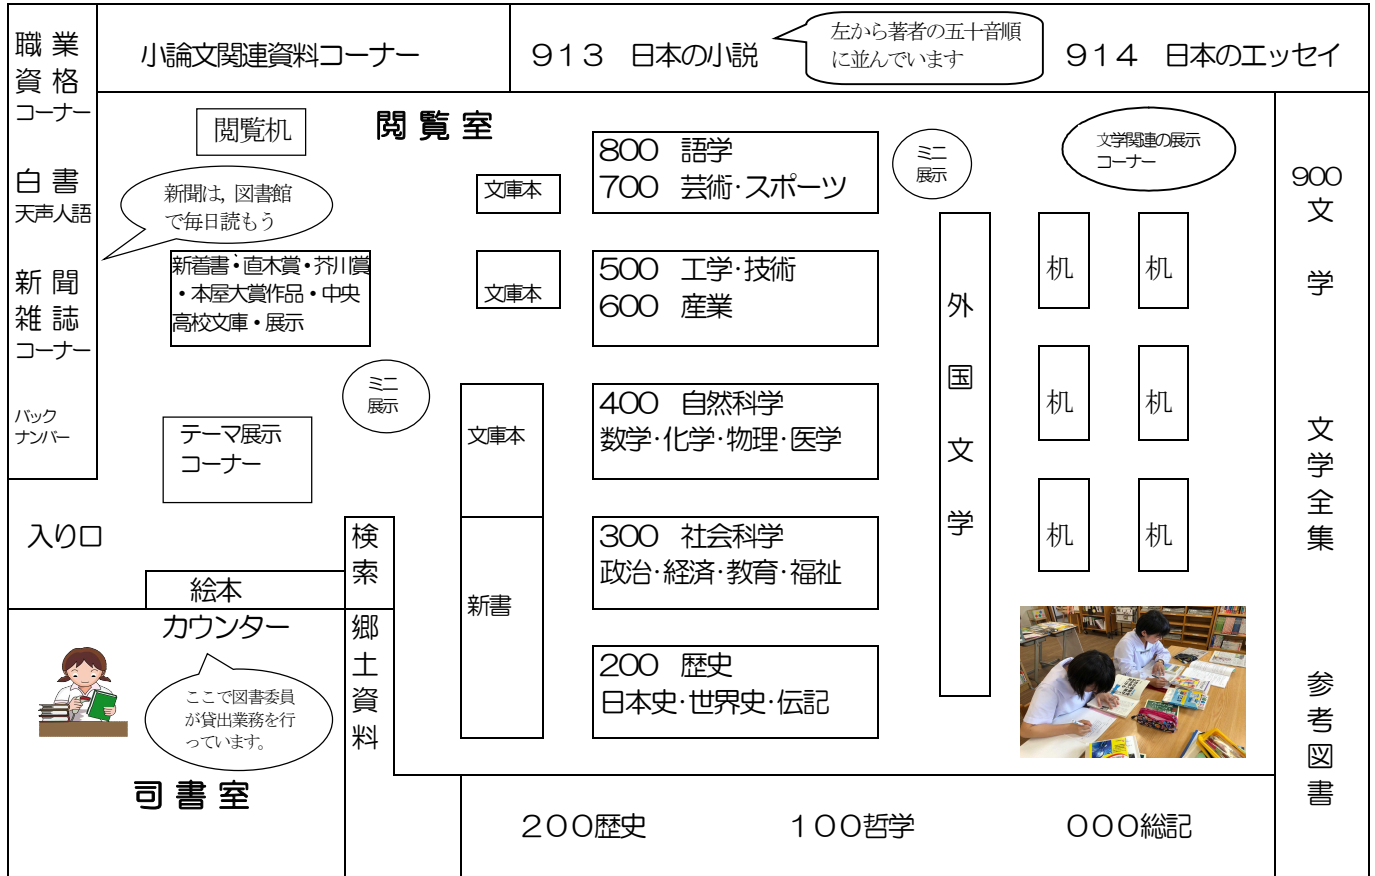 職 業
資 格
コーナー
白 書
天声人語
新 聞
雑 誌
コーナー
バック
ナンバー
小論文関連資料コーナー
９１３　日本の小説
左から著者の五十音順
に並んでいます
９１４　日本のエッセイ
閲覧机
閲 覧 室
新聞は，図書館
で毎日読もう
新着書・直木賞・芥川賞
・本屋大賞作品・中央
高校文庫・展示
ミニ
展示
テーマ展示
コーナー
文庫本
文庫本
文庫本
新書
800　語学
700　芸術・スポーツ
500　工学・技術
600　産業
400　自然科学
数学・化学・物理・医学
300　社会科学
政治・経済・教育・福祉
200　歴史
日本史・世界史・伝記
ミニ
展示
文学関連の展示
コーナー
外国文学
机
机
机
机
机
机
900
文学
文学全集
参考図書
入り口
検索
絵本
カウンター
郷土資料
ここで図書委員
が貸出業務を行
っています。
司 書 室
２００歴史
１００哲学
０００総記